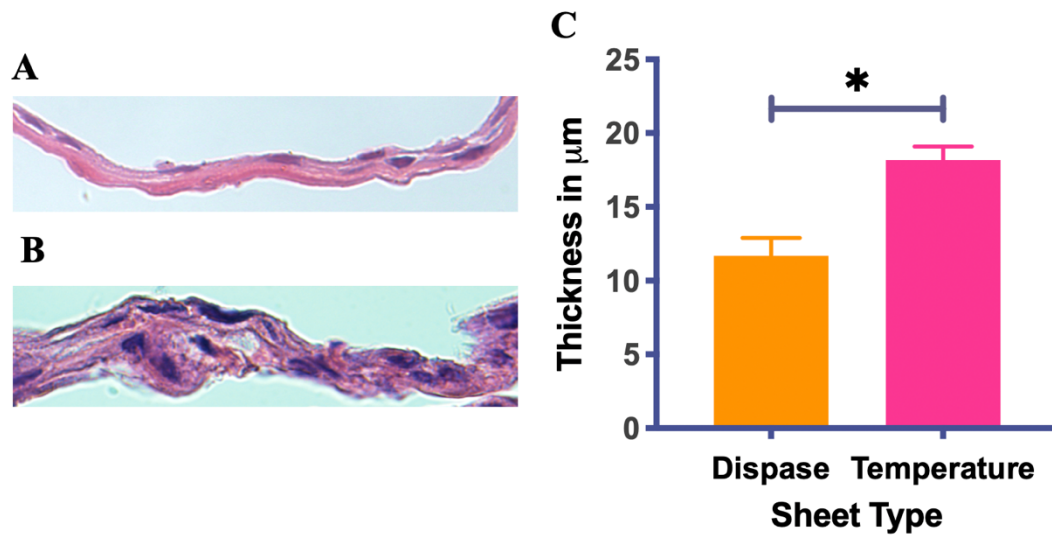 A
B
C
Thickness in μm
25
20
15
10
5
0
*
Dispase Temperature
Sheet Type